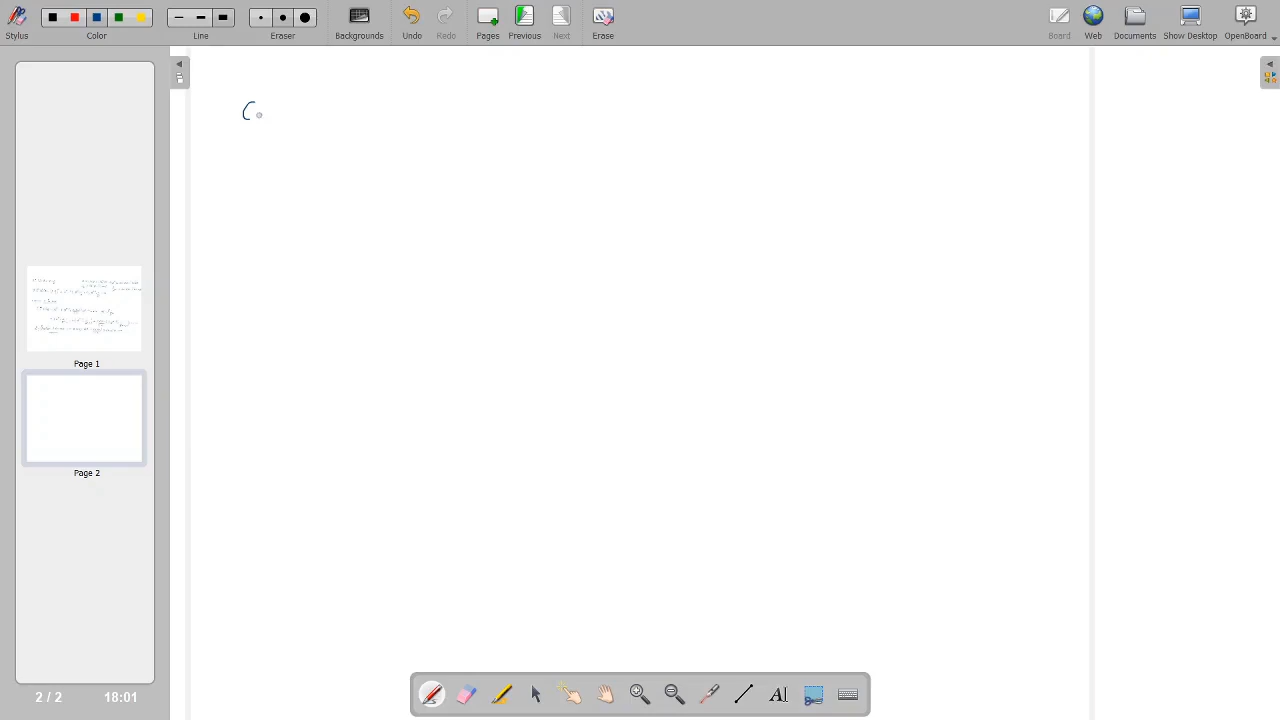 Stylus Color Line Eraser Backgrounds Undo Redo Pages Previous Next Erase Board Web Documents Show Desktop OpenBoard
(
Page 1
Page 2
2 / 2 18:01
AI